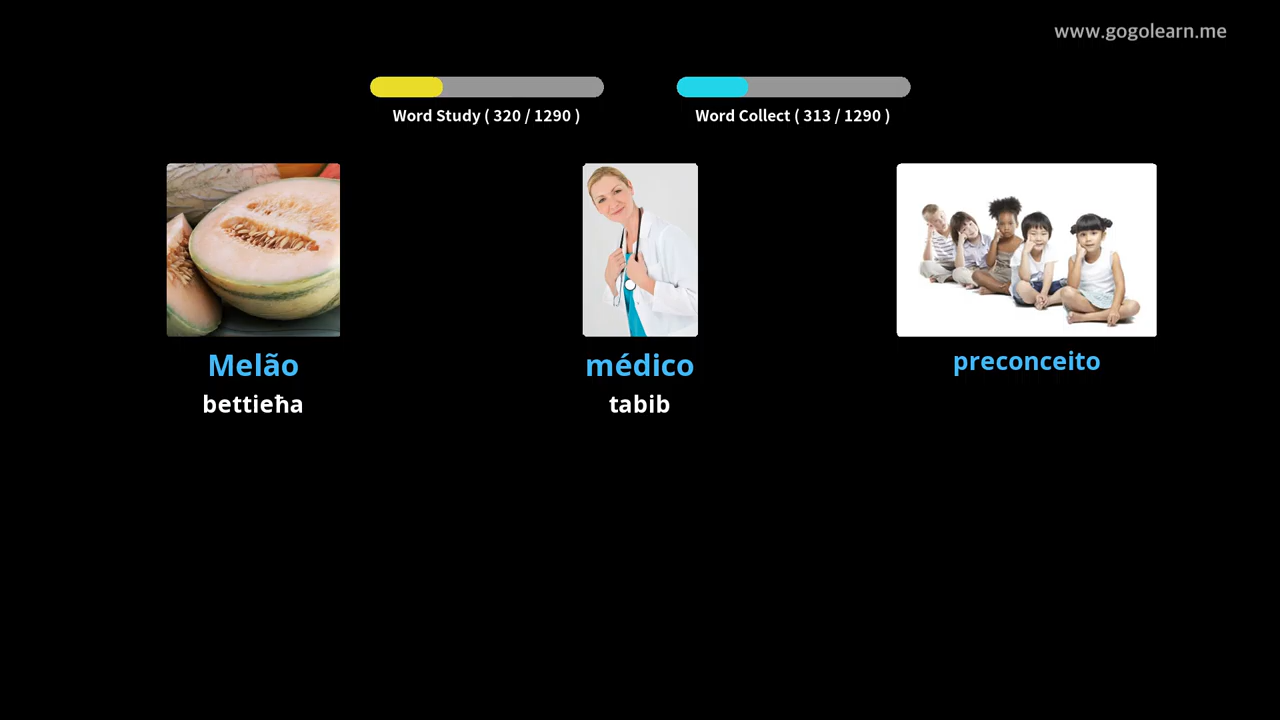 www.gogolearn.me
Word Study ( 320 / 1290 )
Word Collect ( 313 / 1290 )
Melão
bettieħa
médico
tabib
preconceito